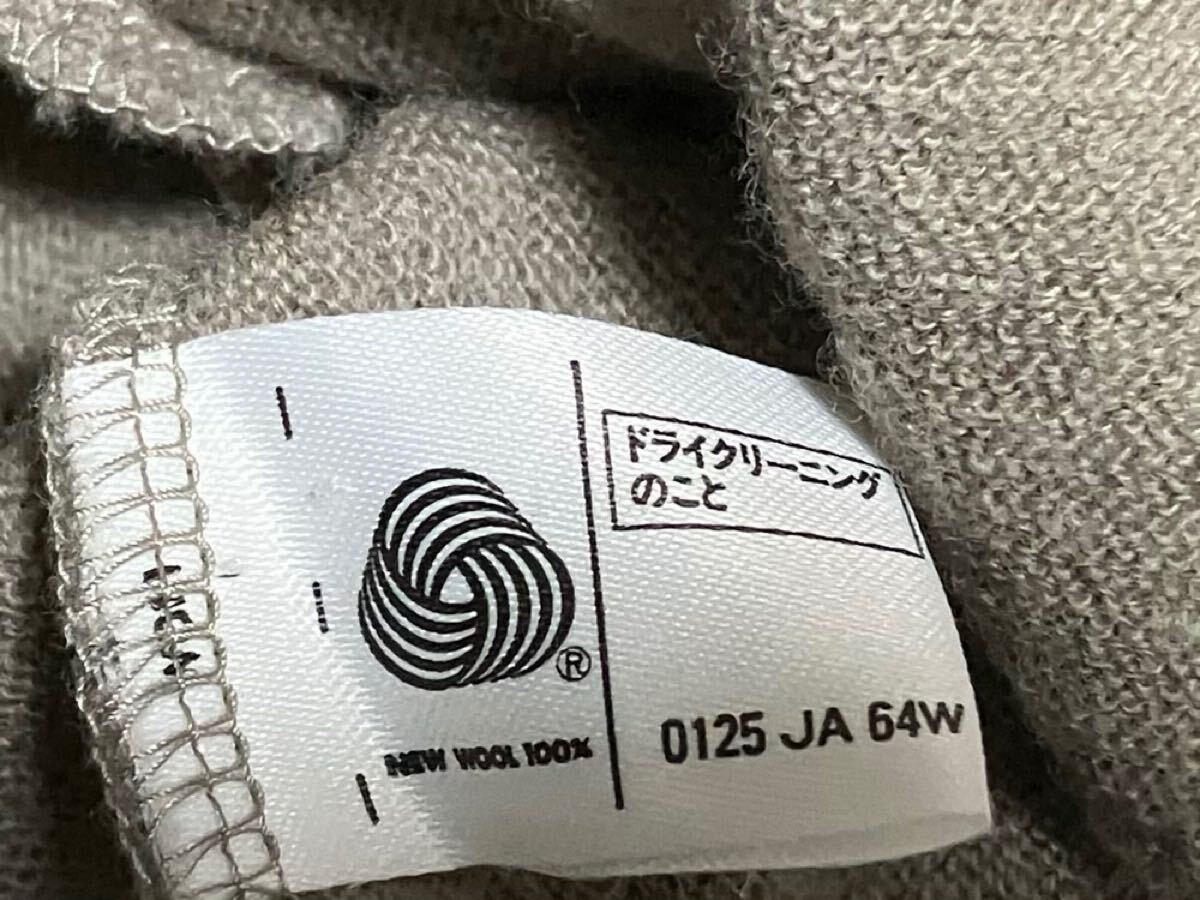 ®
NEW WOOL 100%
ドライクリーニング
のこと
0125 JA 64W